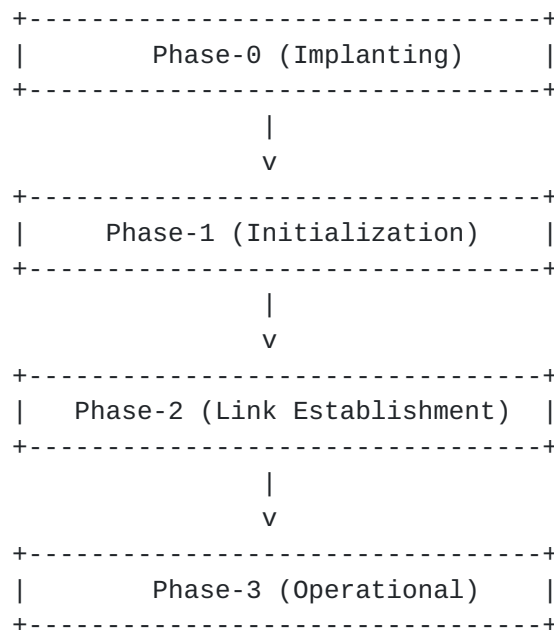 +---------------------------------+
|        Phase-0 (Implanting)     |
+---------------------------------+
                |
                v
+---------------------------------+
|     Phase-1 (Initialization)    |
+---------------------------------+
                |
                v
+---------------------------------+
|   Phase-2 (Link Establishment)  |
+---------------------------------+
                |
                v
+---------------------------------+
|        Phase-3 (Operational)    |
+---------------------------------+